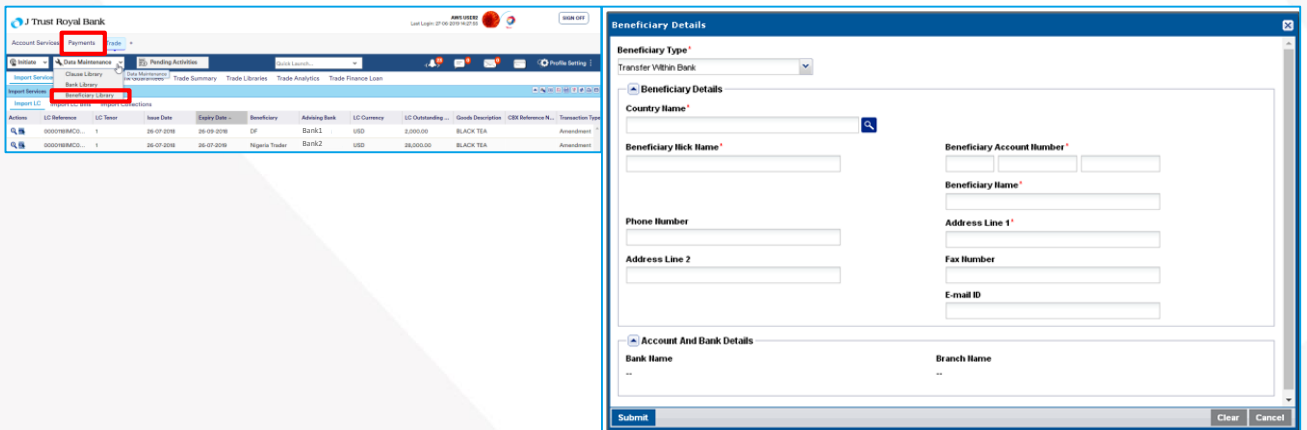 J Trust Royal Bank
AWS USER2
Last Login: 27-06-2019 16:27:53
SIGN OFF
Account Services Payments Trade
Initiate Data Maintenance Pending Activities Quick Launch... Profile Setting
Clause Library
Data Maintenance
Bank Library
Beneficiary Library
Import Services Guarantees Trade Summary Trade Libraries Trade Analytics Trade Finance Loan
Import Services
Import LC Import LC Bills Import Collections
Actions LC Reference LC Tenor Issue Date Expiry Date Beneficiary Advising Bank LC Currency LC Outstanding ... Goods Description CBX Reference N... Transaction Type
1 26-07-2018 26-09-2018 DF Bank1 USD 2,000.00 BLACK TEA Amendment
1 26-07-2018 26-07-2018 Nigeria Trader Bank2 USD 28,000.00 BLACK TEA Amendment
Beneficiary Details
Beneficiary Type*
Transfer Within Bank
Beneficiary Details
Country Name*
Beneficiary Nick Name* Beneficiary Account Number*
Beneficiary Name*
Phone Number Address Line 1*
Address Line 2 Fax Number
E-mail ID
Account And Bank Details
Bank Name Branch Name
-- --
Submit Clear Cancel